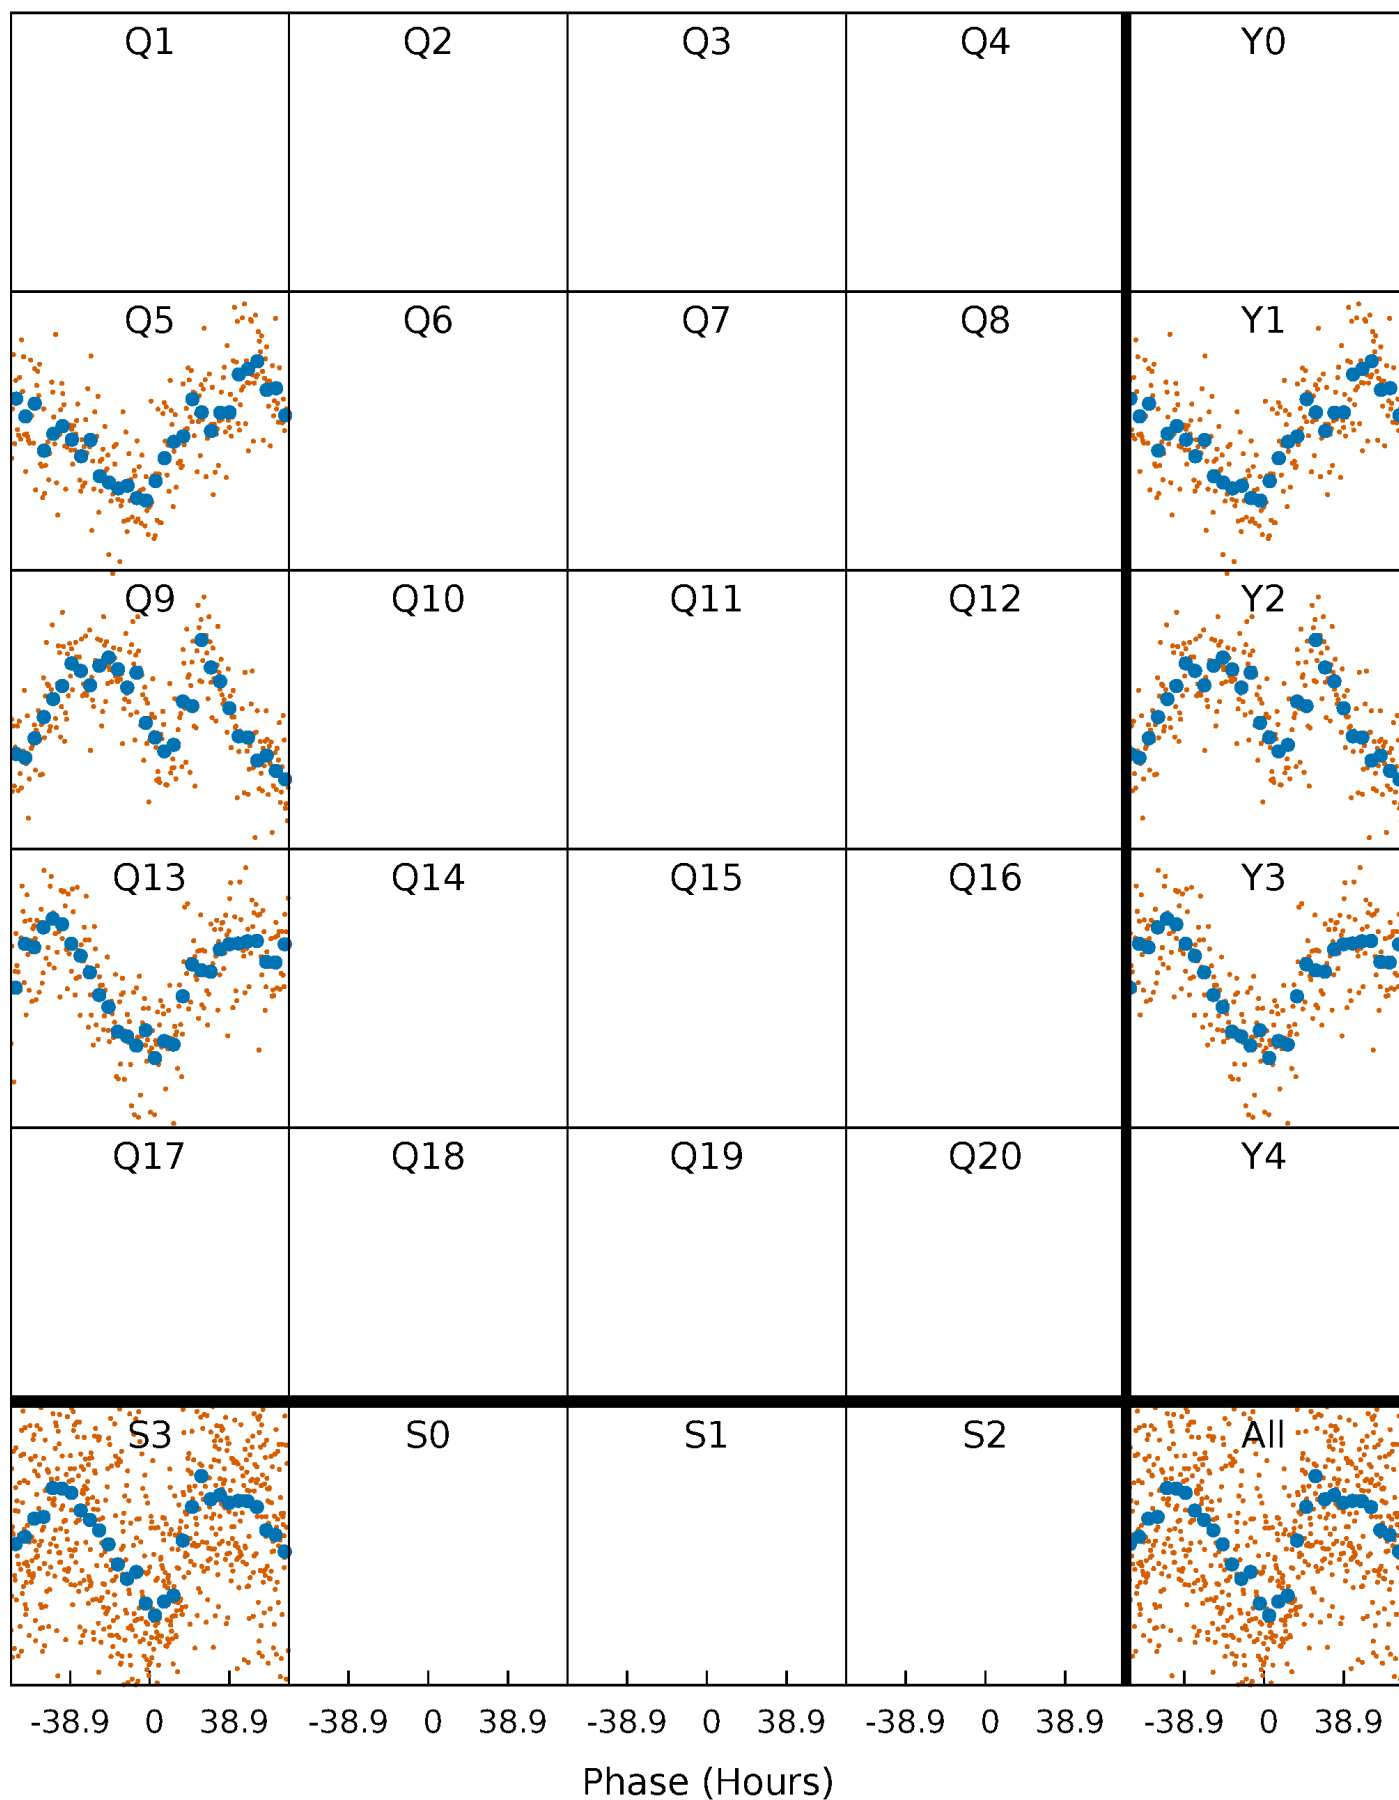 Q1 Q2 Q3 Q4 Y0
Q5 Q6 Q7 Q8 Y1
Q9 Q10 Q11 Q12 Y2
Q13 Q14 Q15 Q16 Y3
Q17 Q18 Q19 Q20 Y4
S3 S0 S1 S2 All
-38.9 0 38.9 -38.9 0 38.9 -38.9 0 38.9 -38.9 0 38.9 -38.9 0 38.9
Phase (Hours)